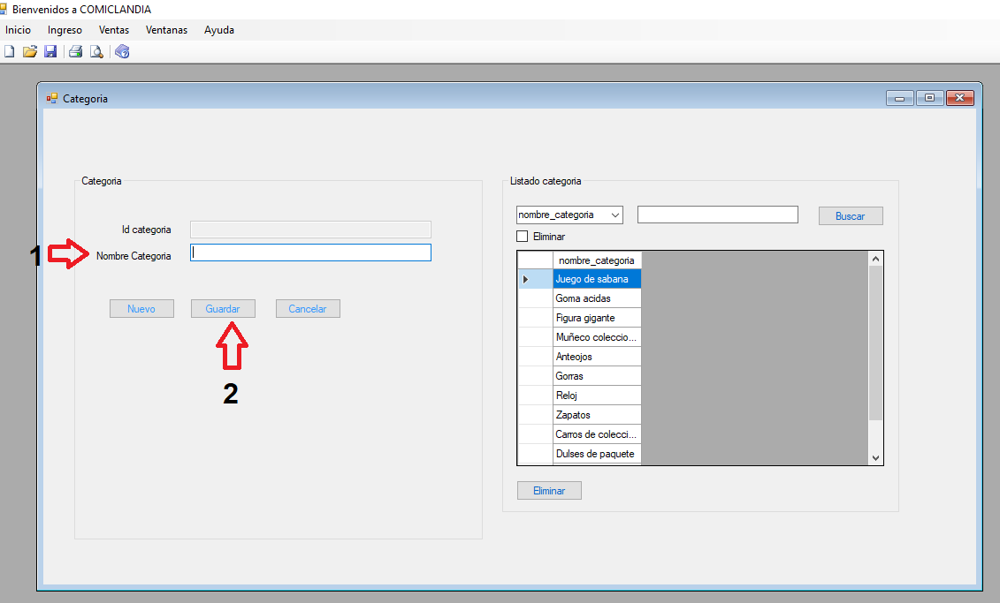 Bienvenidos a COMICLANDIA
Inicio Ingreso Ventas Ventanas Ayuda
Categoria
Categoria
Id categoria
1
Nombre Categoria
Nuevo Guardar Cancelar
2
Listado categoria
nombre_categoria Buscar
Eliminar
nombre_categoria
Juego de sabana
Goma acidas
Figura gigante
Muñeco coleccio...
Anteojos
Gorras
Reloj
Zapatos
Carros de colecci...
Dulses de paquete
Eliminar